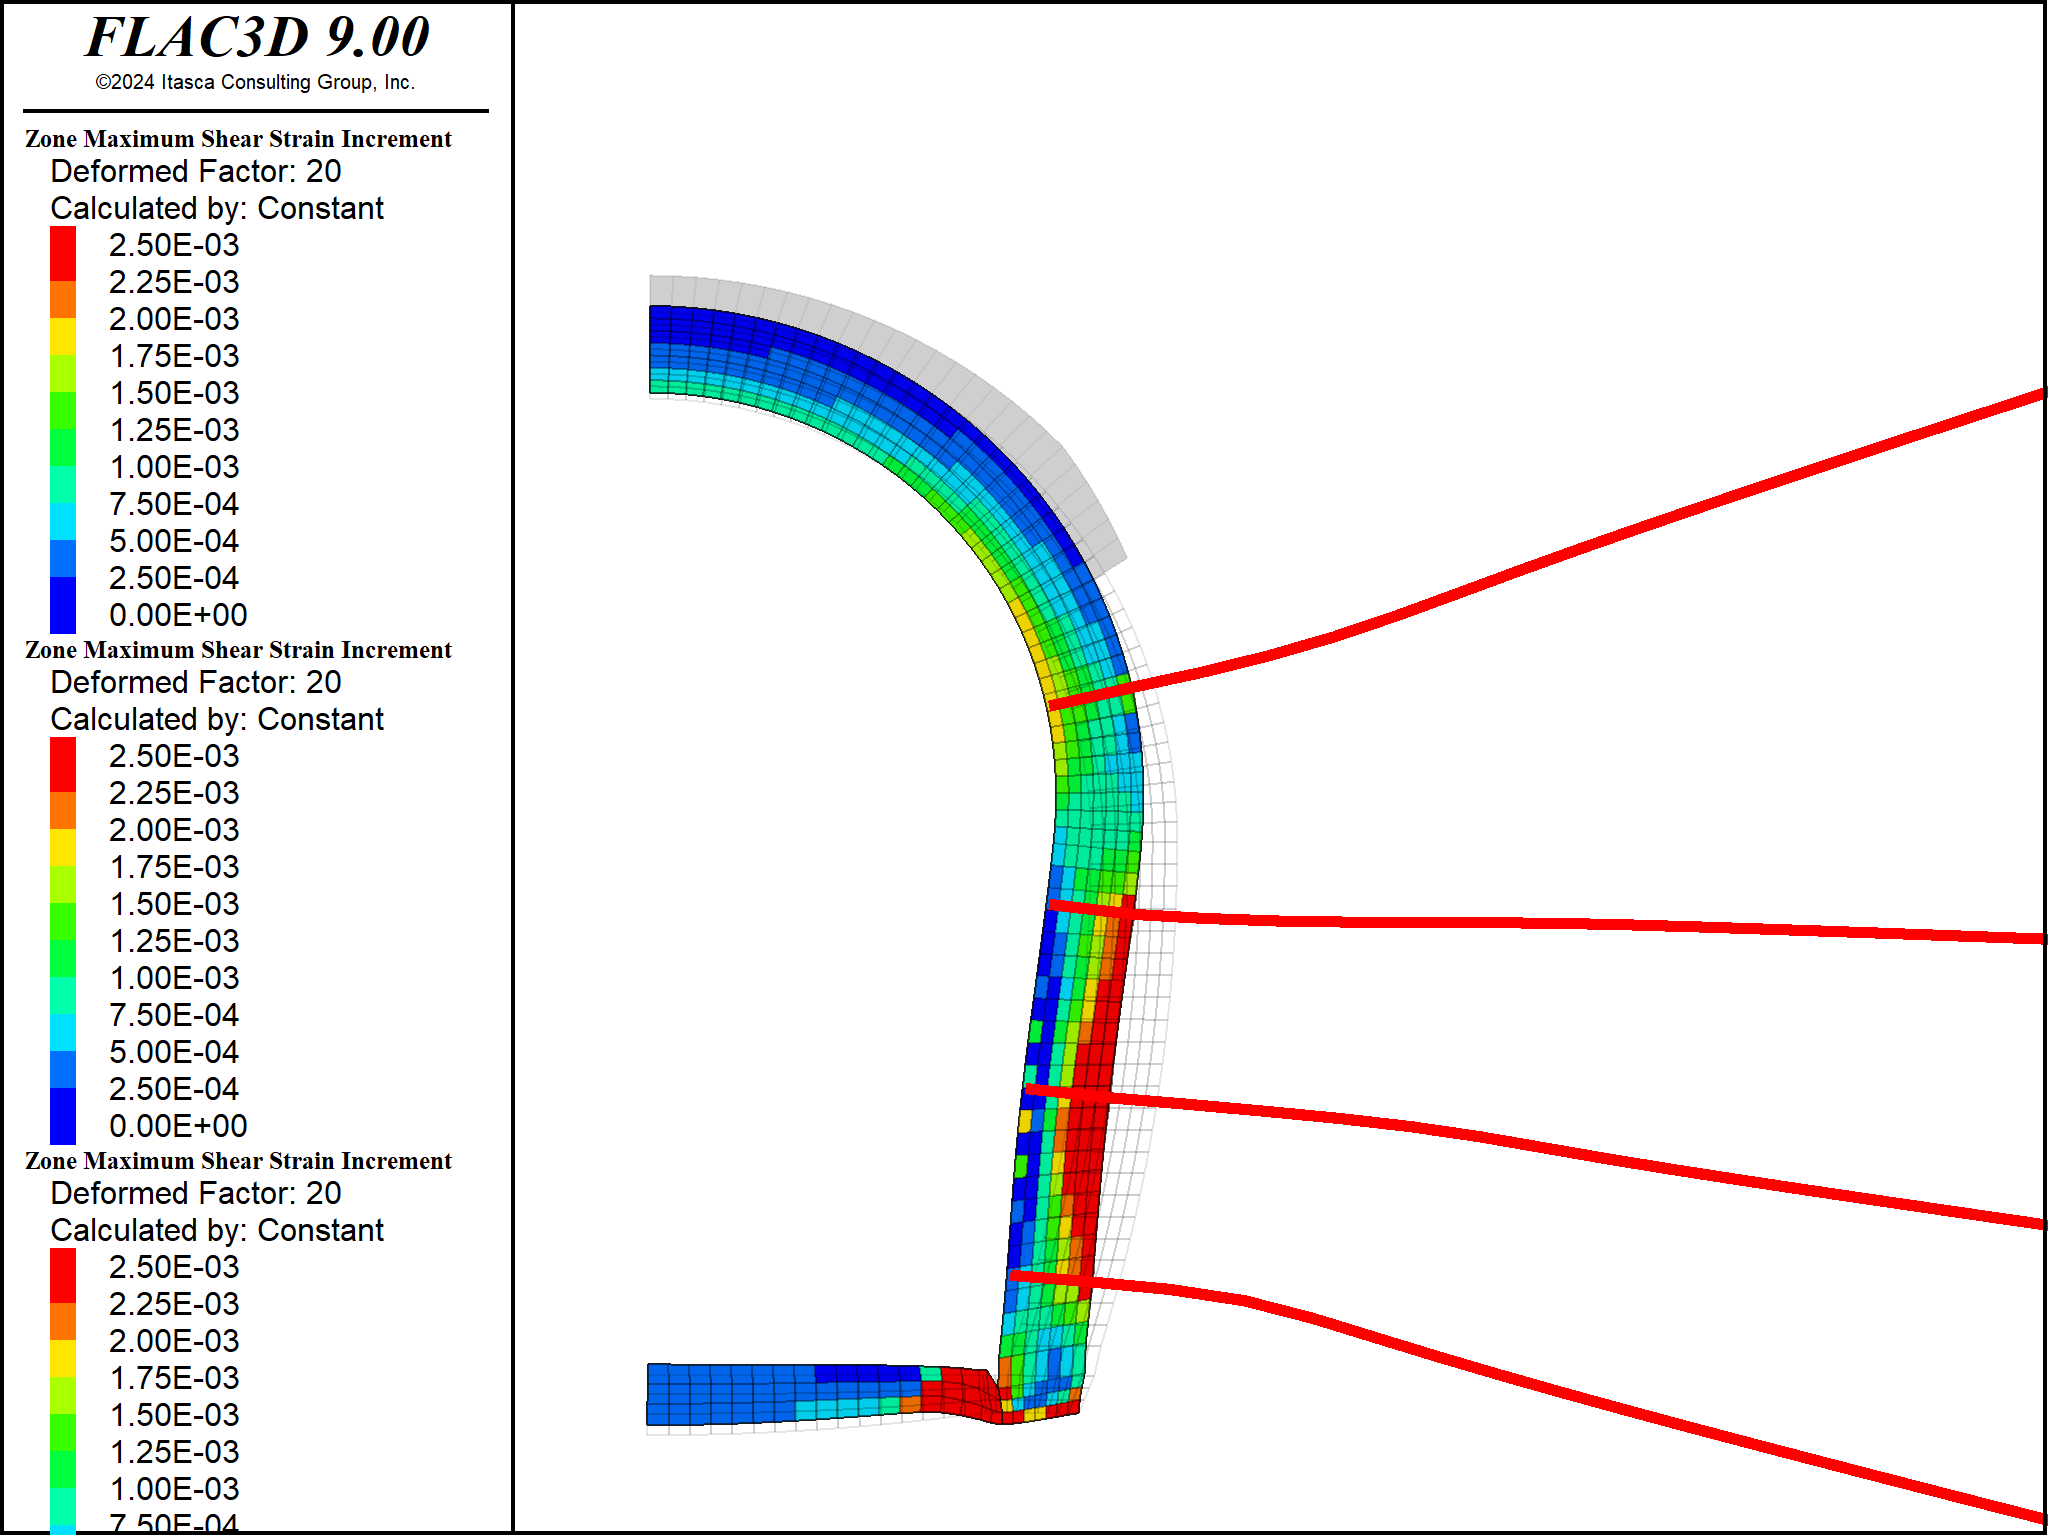 FLAC3D 9.00
©2024 Itasca Consulting Group, Inc.
Zone Maximum Shear Strain Increment
Deformed Factor: 20
Calculated by: Constant
2.50E-03
2.25E-03
2.00E-03
1.75E-03
1.50E-03
1.25E-03
1.00E-03
7.50E-04
5.00E-04
2.50E-04
0.00E+00
Zone Maximum Shear Strain Increment
Deformed Factor: 20
Calculated by: Constant
2.50E-03
2.25E-03
2.00E-03
1.75E-03
1.50E-03
1.25E-03
1.00E-03
7.50E-04
5.00E-04
2.50E-04
0.00E+00
Zone Maximum Shear Strain Increment
Deformed Factor: 20
Calculated by: Constant
2.50E-03
2.25E-03
2.00E-03
1.75E-03
1.50E-03
1.25E-03
1.00E-03
7.50E-04